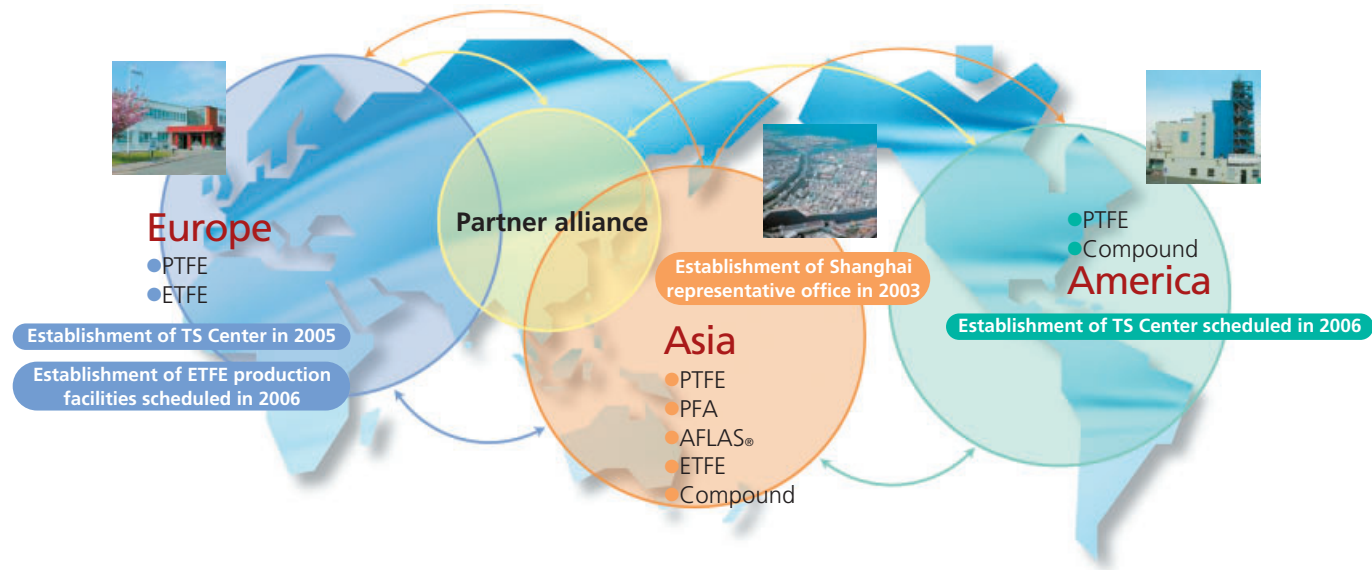 Europe
●PTFE
●ETFE
Establishment of TS Center in 2005
Establishment of ETFE production
facilities scheduled in 2006
Partner alliance
Establishment of Shanghai
representative office in 2003
Asia
●PTFE
●PFA
●AFLAS®
●ETFE
●Compound
●PTFE
●Compound
America
Establishment of TS Center scheduled in 2006